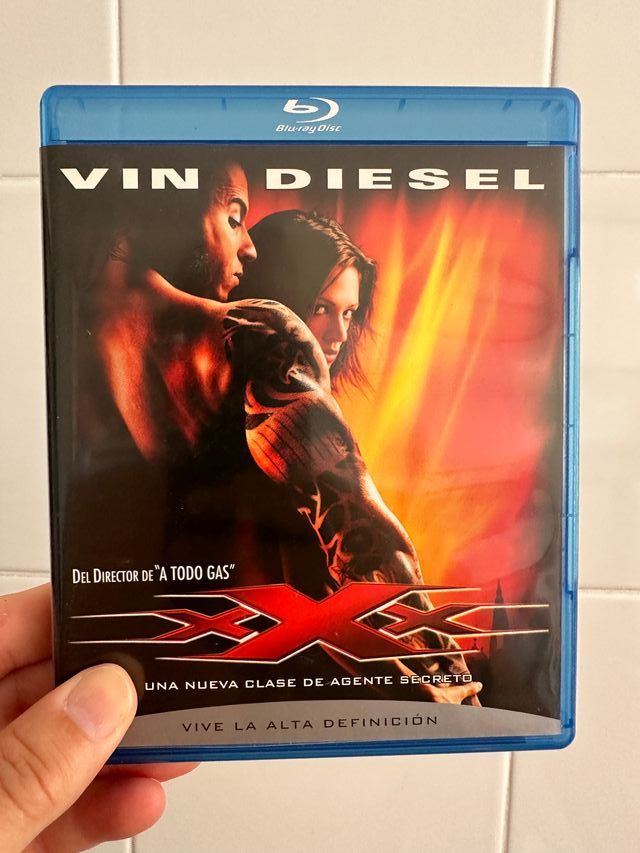 Blu-ray Disc
VIN DIESEL
DEL DIRECTOR DE "A TODO GAS"
xXx
UNA NUEVA CLASE DE AGENTE SECRETO
VIVE LA ALTA DEFINICIÓN